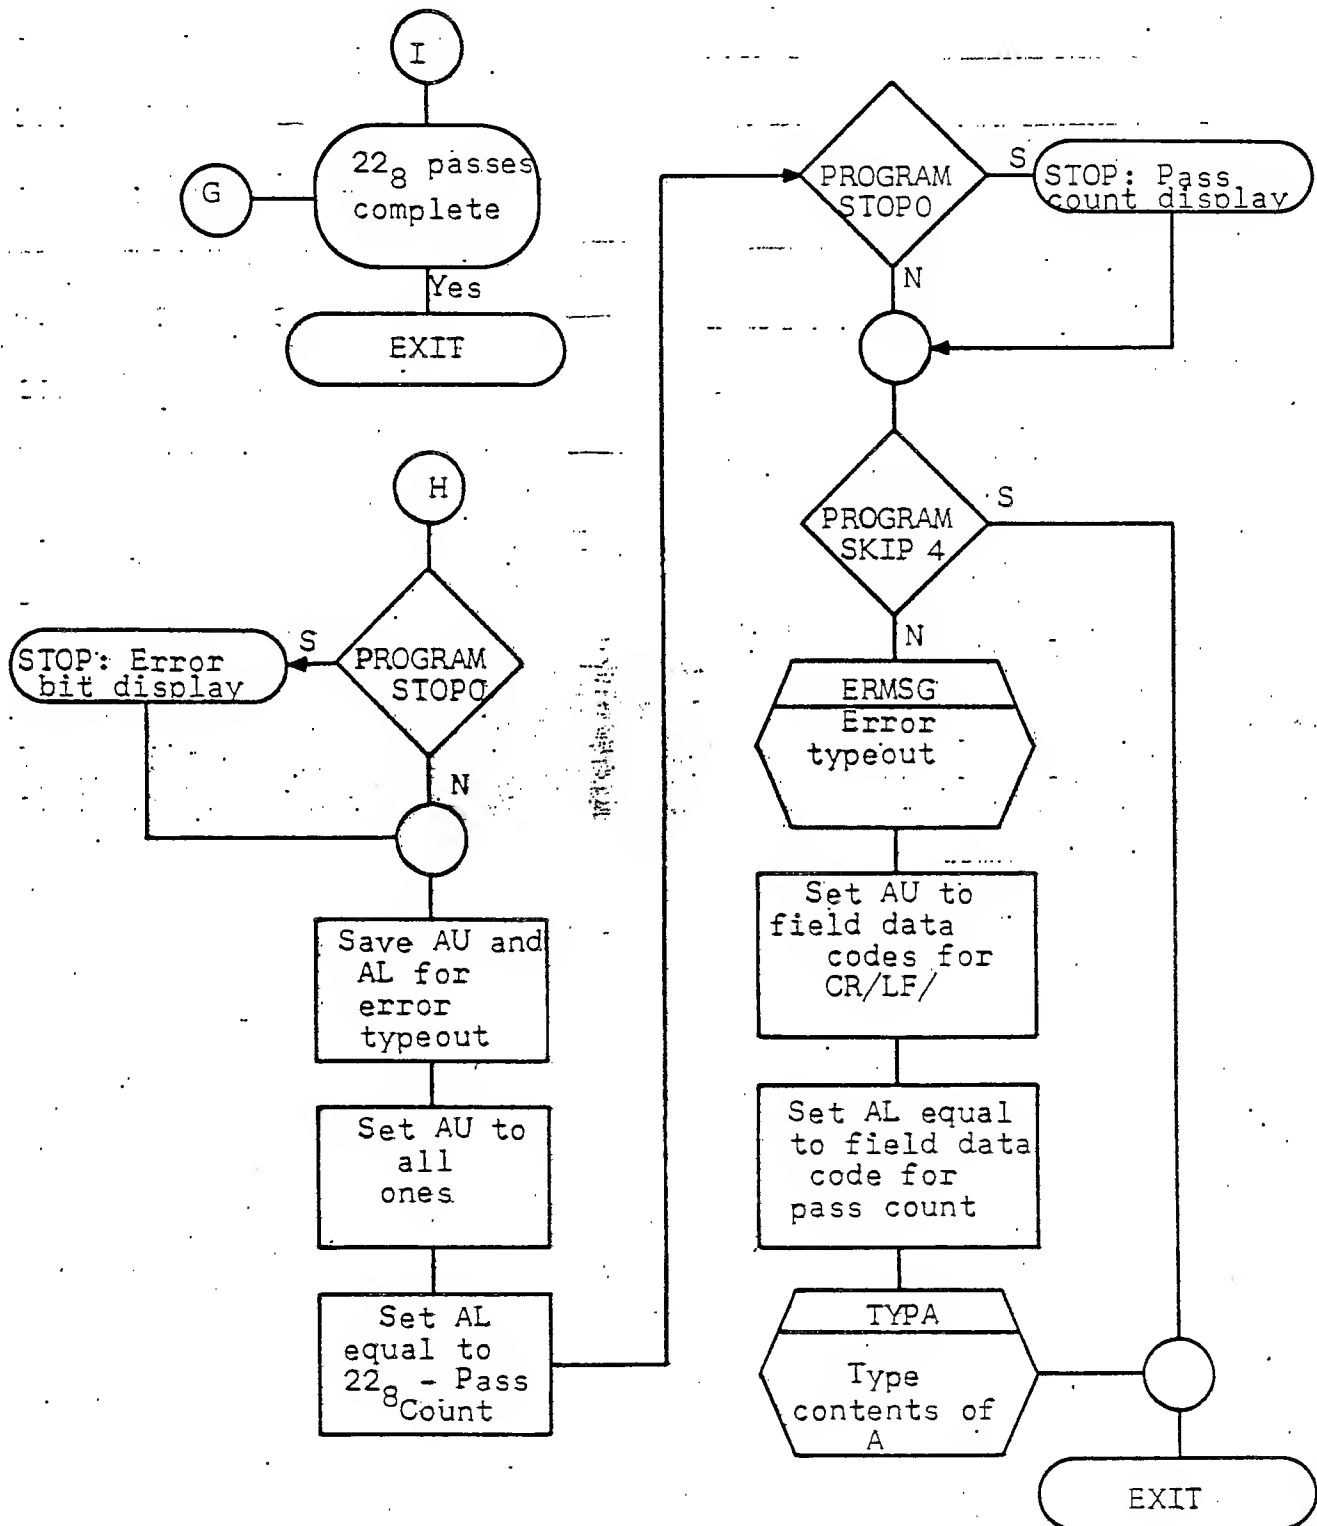 I
22₈ passes
complete
G
Yes
EXIT
H
PROGRAM
STOPO
S
STOP: Error
bit display
N
Save AU and
AL for
error
typeout
Set AU to
all
ones
Set AL
equal to
22₈ - Pass
Count
PROGRAM
STOPO
S
STOP: Pass
count display
N
PROGRAM
SKIP 4
S
N
ERMSG
Error
typeout
Set AU to
field data
codes for
CR/LF/
Set AL equal
to field data
code for
pass count
TYPA
Type
contents of
A
EXIT